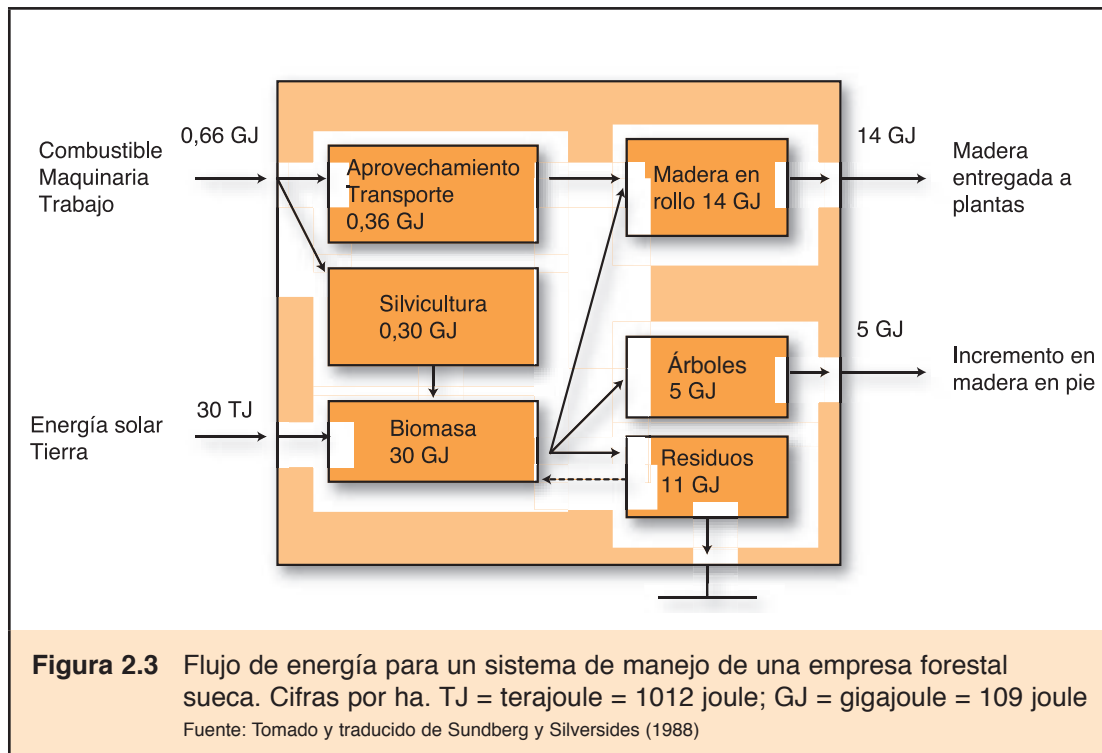 Combustible
Maquinaria
Trabajo
0,66 GJ
Aprovechamiento
Transporte
0,36 GJ
Madera en
rollo 14 GJ
14 GJ
Madera
entregada a
plantas
Silvicultura
0,30 GJ
Árboles
5 GJ
5 GJ
Incremento en
madera en pie
Energía solar
Tierra
30 TJ
Biomasa
30 GJ
Residuos
11 GJ
Figura 2.3 Flujo de energía para un sistema de manejo de una empresa forestal
sueca. Cifras por ha. TJ = terajoule = 1012 joule; GJ = gigajoule = 109 joule
Fuente: Tomado y traducido de Sundberg y Silversides (1988)